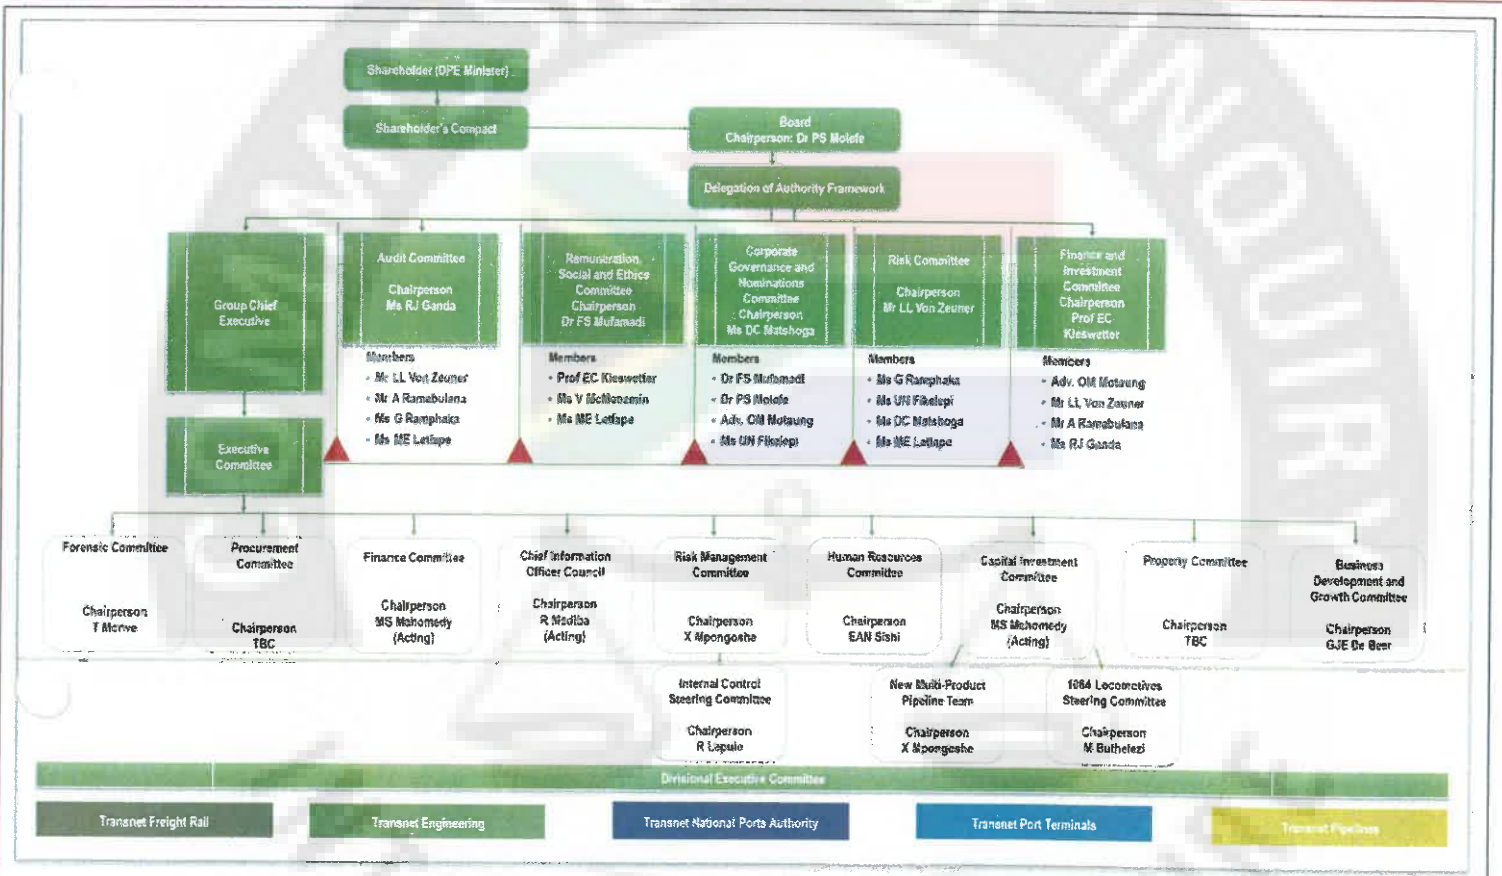 Shareholder (DPE Minister)
Shareholder's Compact
Board
Chairperson: Dr PS Molefe
Delegation of Authority Framework
Group Chief
Executive
Audit Committee
Chairperson
Ms RJ Ganda
Members
• Mr LL Von Zeuner
• Mr A Ramabulana
• Ms G Ramphaka
• Ms ME Letlape
Remuneration
Social and Ethics
Committee
Chairperson
Dr FS Mufamadi
Members
• Prof EC Kieswetter
• Ms V McMenamin
• Ms ME Letlape
Corporate
Governance and
Nominations
Committee
Chairperson
Ms DC Matshoga
Members
• Dr FS Mufamadi
• Dr PS Molefe
• Adv. OM Motaung
• Ms UN Fikelepi
Risk Committee
Chairperson
Mr LL Von Zeuner
Members
• Ms G Ramphaka
• Ms UN Fikelepi
• Ms DC Matshoga
• Ms ME Letlape
Finance and
Investment
Committee
Chairperson
Prof EC
Kieswetter
Members
• Adv. OM Motaung
• Mr LL Von Zeuner
• Mr A Ramabulana
• Ms RJ Ganda
Executive
Committee
Forensic Committee
Chairperson
T Morwe
Procurement
Committee
Chairperson
TBC
Finance Committee
Chairperson
MS Mahomedy
(Acting)
Chief Information
Officer Council
Chairperson
R Madiba
(Acting)
Risk Management
Committee
Chairperson
X Mpongoshe
Human Resources
Committee
Chairperson
EAN Sishi
Capital Investment
Committee
Chairperson
MS Mahomedy
(Acting)
Property Committee
Chairperson
TBC
Business
Development and
Growth Committee
Chairperson
GJE De Beer
Internal Control
Steering Committee
Chairperson
R Lepule
New Multi-Product
Pipeline Team
Chairperson
X Mpongoshe
1064 Locomotives
Steering Committee
Chairperson
M Buthelezi
Divisional Executive Committee
Transnet Freight Rail
Transnet Engineering
Transnet National Ports Authority
Transnet Port Terminals
Transnet Pipelines
INQUIRY